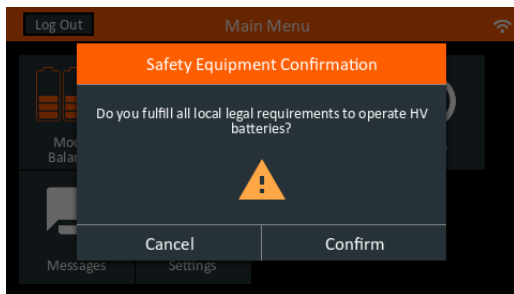 Log Out
Main Menu
Safety Equipment Confirmation
Do you fulfill all local legal requirements to operate HV
batteries?
Cancel
Confirm
Messages
Settings